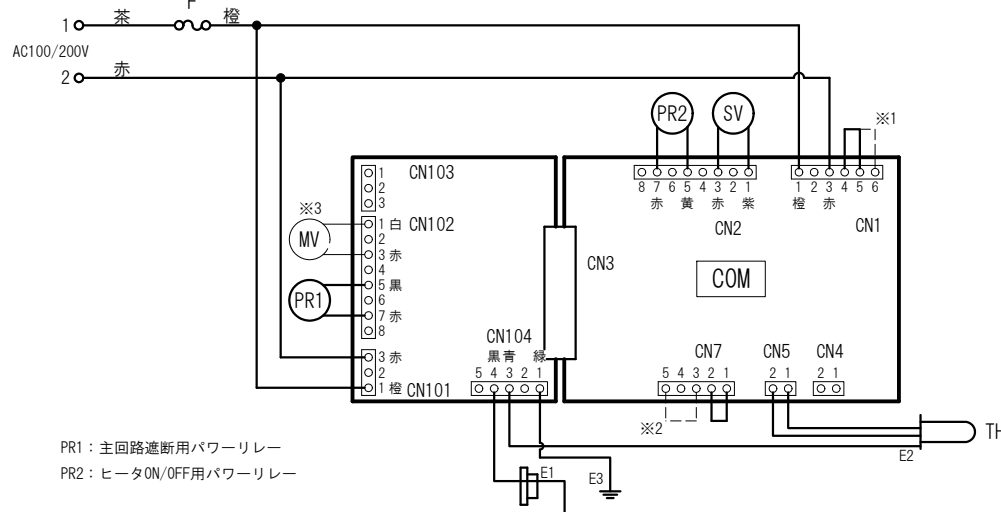 F
1 茶 橙
AC100/200V
2 赤
PR2 SV ※1
8 7 6 5 4 3 2 1
赤 黄 赤 紫
CN2
1 2 3 4 5 6
橙 赤
CN1
1 CN103
2
3
※3
MV
1 白 CN102
2
3 赤
4
PR1
5 黒
6
7 赤
8
3 赤
2
1 橙 CN101
CN104
黒 青 緑
5 4 3 2 1
CN3
COM
CN7
5 4 3 2 1
※2
CN5
2 1
CN4
2 1
TH
E2
E1
E3
PR1：主回路遮断用パワーリレー
PR2：ヒータON/OFF用パワーリレー